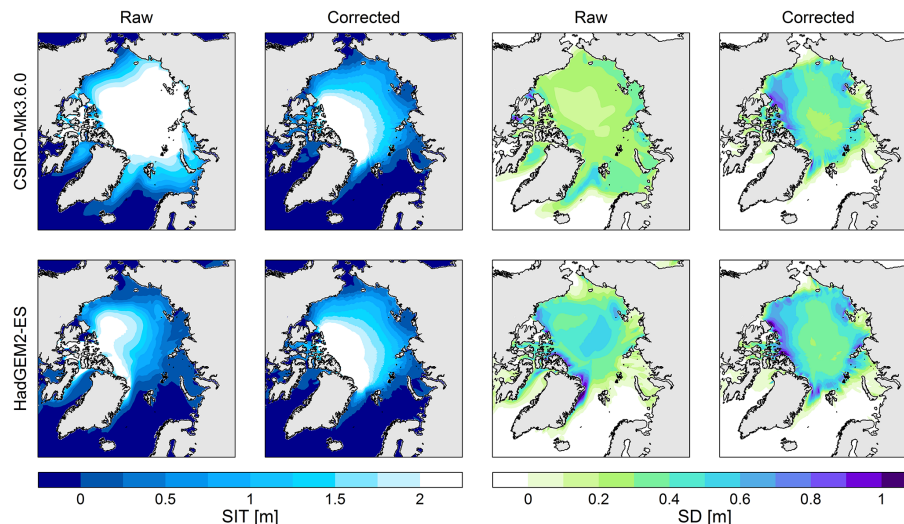 Raw Corrected Raw Corrected
CSIRO-Mk3.6.0
HadGEM2-ES
0 0.5 1 1.5 2 0 0.2 0.4 0.6 0.8 1
SIT [m] SD [m]